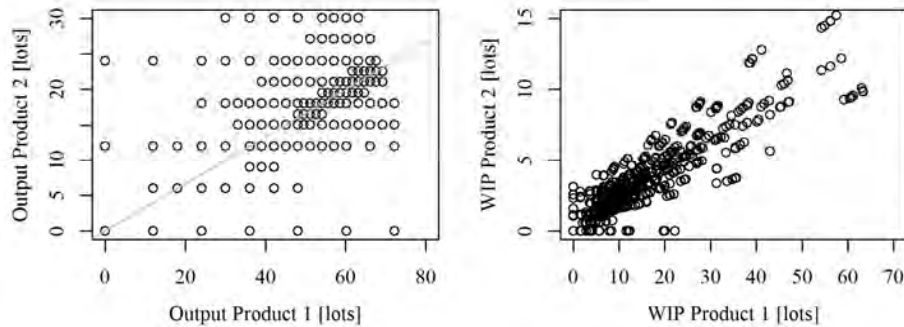 Output Product 2 [lots]
30
20
10
5
0
0 20 40 60 80
Output Product 1 [lots]
WIP Product 2 [lots]
15
10
5
0
0 10 20 30 40 50 60 70
WIP Product 1 [lots]